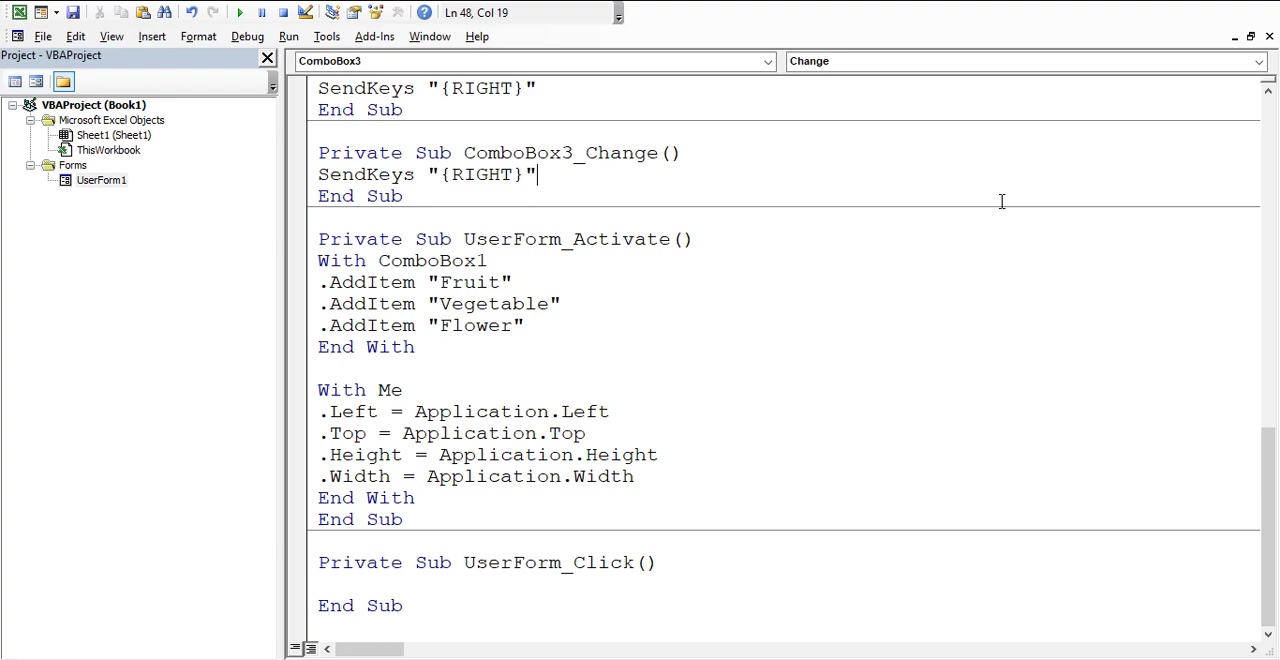 Ln 48, Col 19
File Edit View Insert Format Debug Run Tools Add-Ins Window Help
Project - VBAProject
VBAProject (Book1)
Microsoft Excel Objects
Sheet1 (Sheet1)
ThisWorkbook
Forms
UserForm1
ComboBox3
Change
SendKeys "{RIGHT}"
End Sub
Private Sub ComboBox3_Change()
SendKeys "{RIGHT}"
End Sub
Private Sub UserForm_Activate()
With ComboBox1
.AddItem "Fruit"
.AddItem "Vegetable"
.AddItem "Flower"
End With
With Me
.Left = Application.Left
.Top = Application.Top
.Height = Application.Height
.Width = Application.Width
End With
End Sub
Private Sub UserForm_Click()
End Sub